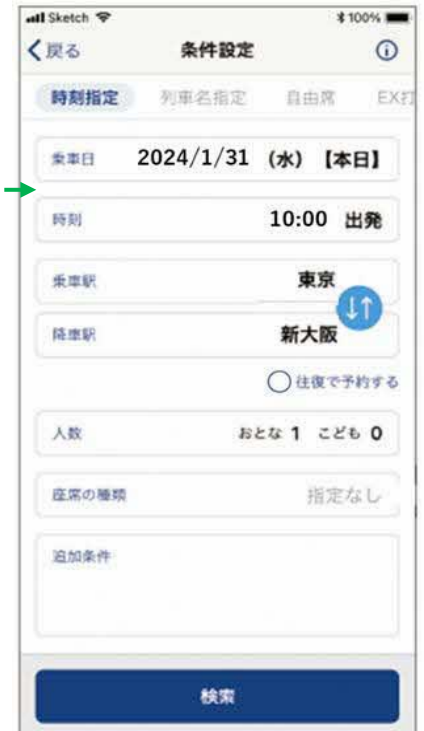 Sketch 100%
戻る 条件設定
時刻指定 列車名指定 自由席 EX
乗車日 2024/1/31 (水) 【本日】
時刻 10:00 出発
乗車駅 東京
降車駅 新大阪
往復で予約する
人数 おとな 1 こども 0
座席の種類 指定なし
追加条件
検索